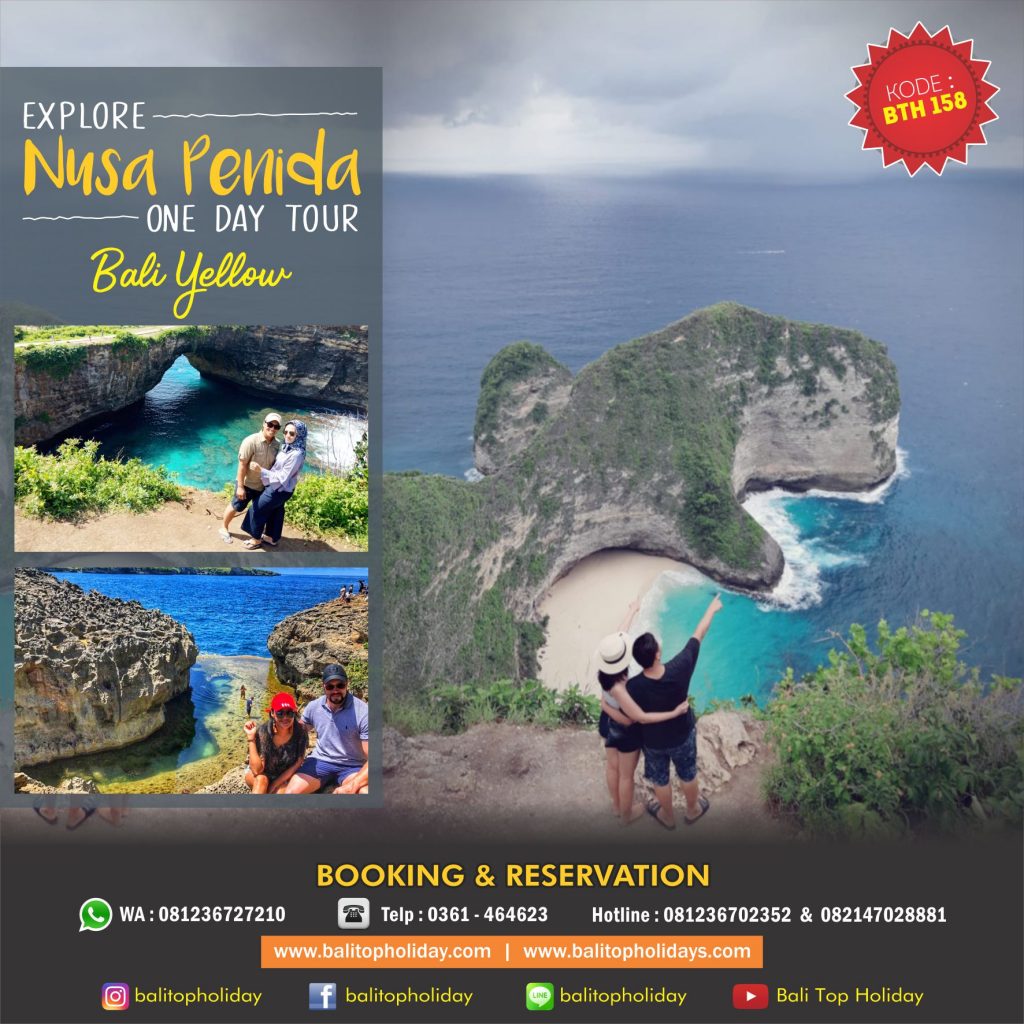 EXPLORE
Nusa Penida
ONE DAY TOUR
Bali Yellow
KODE :
BTH 158
BOOKING & RESERVATION
WA : 081236727210
Telp : 0361 - 464623
Hotline : 081236702352 & 082147028881
www.balitopholiday.com | www.balitopholidays.com
balitopholiday
f balitopholiday
LINE balitopholiday
Bali Top Holiday